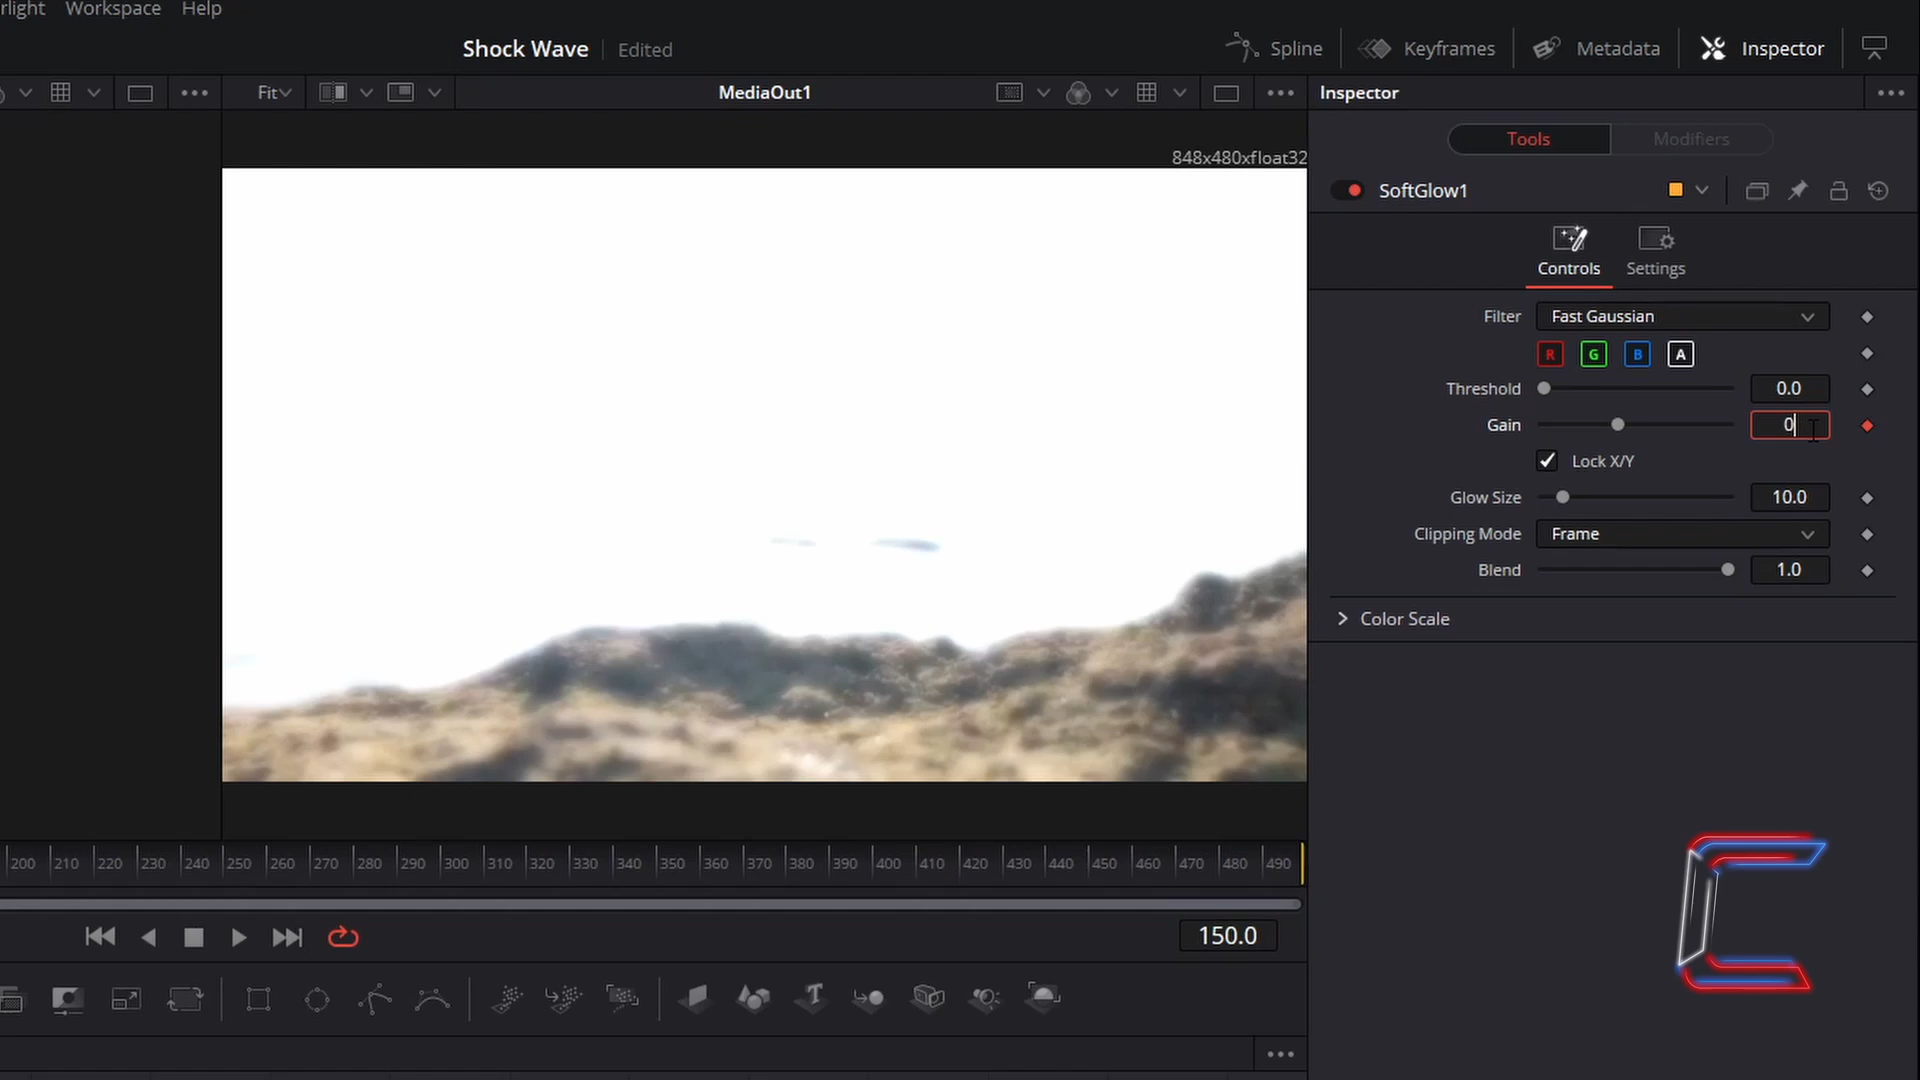 rlight Workspace Help
Shock Wave Edited Spline Keyframes Metadata Inspector
Fit MediaOut1 Inspector
Tools Modifiers
848x480xfloat32
SoftGlow1
Controls Settings
Filter Fast Gaussian
R G B A
Threshold 0.0
Gain 0
Lock X/Y
Glow Size 10.0
Clipping Mode Frame
Blend 1.0
Color Scale
200 210 220 230 240 250 260 270 280 290 300 310 320 330 340 350 360 370 380 390 400 410 420 430 440 450 460 470 480 490
150.0
T
C